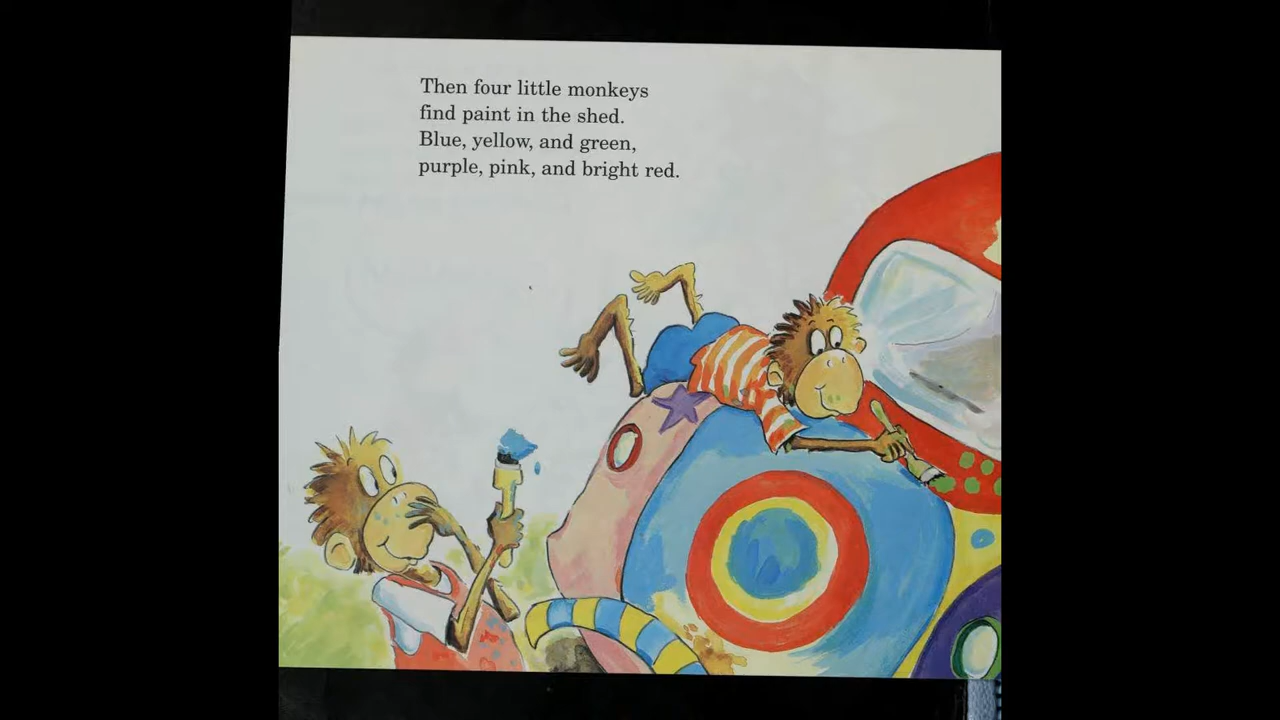 Then four little monkeys
find paint in the shed.
Blue, yellow, and green,
purple, pink, and bright red.